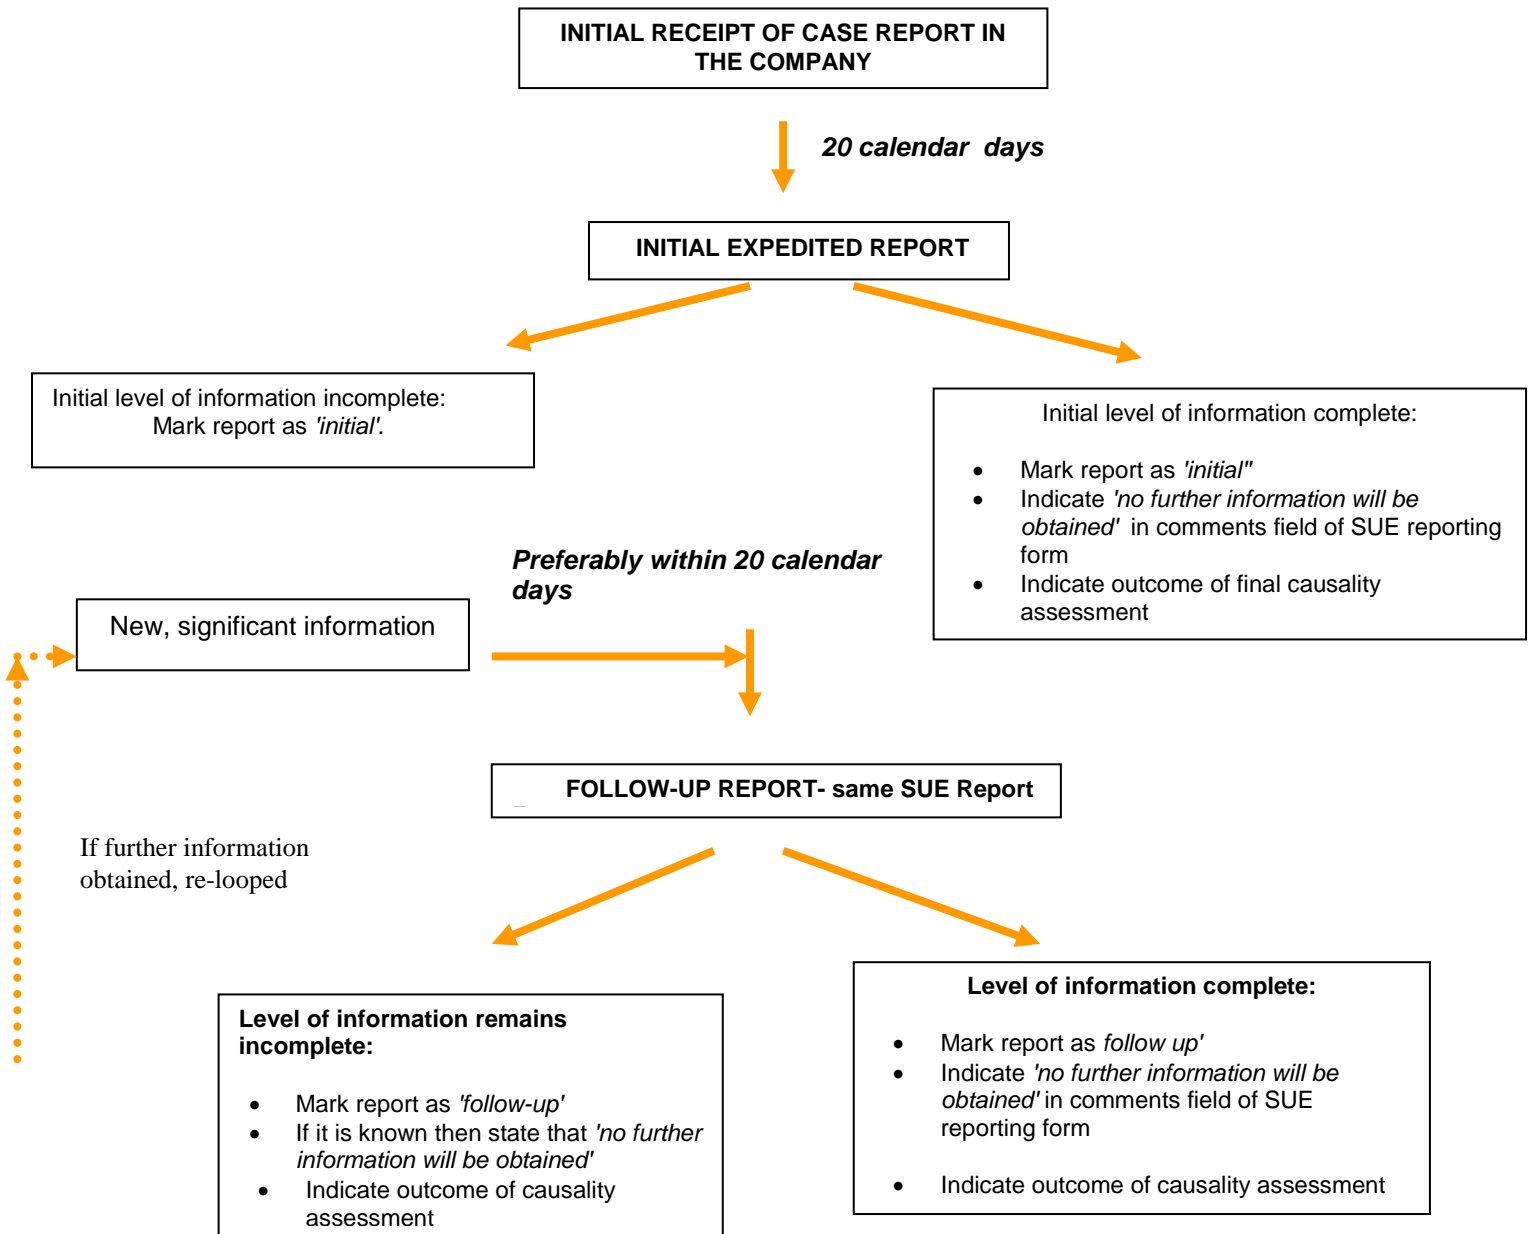 INITIAL RECEIPT OF CASE REPORT IN
THE COMPANY
20 calendar  days
INITIAL EXPEDITED REPORT
Initial level of information incomplete:
Mark report as 'initial'.
Initial level of information complete:
• Mark report as 'initial"
• Indicate 'no further information will be
obtained'  in comments field of SUE reporting
form
• Indicate outcome of final causality
assessment
Preferably within 20 calendar
days
New, significant information
_ FOLLOW-UP REPORT- same SUE Report
If further information
obtained, re-looped
Level of information remains
incomplete:
• Mark report as 'follow-up'
• If it is known then state that 'no further
information will be obtained'
• Indicate outcome of causality
assessment
Level of information complete:
• Mark report as follow up'
• Indicate 'no further information will be
obtained' in comments field of SUE
reporting form
• Indicate outcome of causality assessment